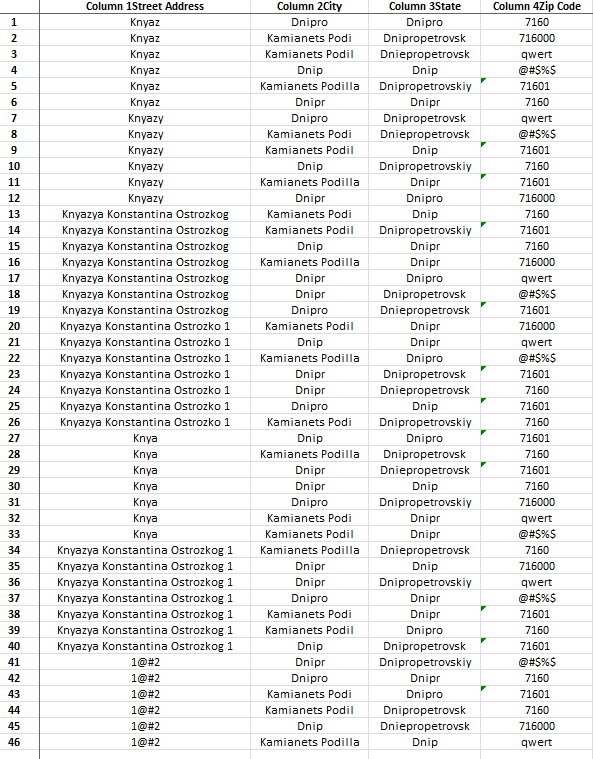 Column 1Street Address Column 2City Column 3State Column 4Zip Code
1 Knyaz Dnipro Dnipro 7160
2 Knyaz Kamianets Podi Dnipropetrovsk 716000
3 Knyaz Kamianets Podil Dniepropetrovsk qwert
4 Knyaz Dnip Dnip @#$%$
5 Knyaz Kamianets Podilla Dnipropetrovskiy 71601
6 Knyaz Dnipr Dnipr 7160
7 Knyazy Dnipro Dnipropetrovsk qwert
8 Knyazy Kamianets Podi Dniepropetrovsk @#$%$
9 Knyazy Kamianets Podil Dnip 71601
10 Knyazy Dnip Dnipropetrovskiy 7160
11 Knyazy Kamianets Podilla Dnipr 71601
12 Knyazy Dnipr Dnipro 716000
13 Knyazya Konstantina Ostrozkog Kamianets Podi Dnip 7160
14 Knyazya Konstantina Ostrozkog Kamianets Podil Dnipropetrovskiy 71601
15 Knyazya Konstantina Ostrozkog Dnip Dnipr 7160
16 Knyazya Konstantina Ostrozkog Kamianets Podilla Dnipr 716000
17 Knyazya Konstantina Ostrozkog Dnipr Dnipro qwert
18 Knyazya Konstantina Ostrozkog Dnipr Dnipropetrovsk @#$%$
19 Knyazya Konstantina Ostrozkog Dnipro Dniepropetrovsk 71601
20 Knyazya Konstantina Ostrozko 1 Kamianets Podil Dnipr 716000
21 Knyazya Konstantina Ostrozko 1 Dnip Dnipr qwert
22 Knyazya Konstantina Ostrozko 1 Kamianets Podilla Dnipro @#$%$
23 Knyazya Konstantina Ostrozko 1 Dnipr Dnipropetrovsk 71601
24 Knyazya Konstantina Ostrozko 1 Dnipr Dniepropetrovsk 7160
25 Knyazya Konstantina Ostrozko 1 Dnipro Dnip 71601
26 Knyazya Konstantina Ostrozko 1 Kamianets Podi Dnipropetrovskiy 7160
27 Knya Dnip Dnipro 71601
28 Knya Kamianets Podilla Dnipropetrovsk 7160
29 Knya Dnipr Dniepropetrovsk 71601
30 Knya Dnipr Dnip 7160
31 Knya Dnipro Dnipropetrovskiy 716000
32 Knya Kamianets Podi Dnipr qwert
33 Knya Kamianets Podil Dnipr @#$%$
34 Knyazya Konstantina Ostrozkog 1 Kamianets Podilla Dniepropetrovsk 7160
35 Knyazya Konstantina Ostrozkog 1 Dnipr Dnip 716000
36 Knyazya Konstantina Ostrozkog 1 Dnipr Dnipropetrovskiy qwert
37 Knyazya Konstantina Ostrozkog 1 Dnipro Dnipr @#$%$
38 Knyazya Konstantina Ostrozkog 1 Kamianets Podi Dnipr 71601
39 Knyazya Konstantina Ostrozkog 1 Kamianets Podil Dnipro 7160
40 Knyazya Konstantina Ostrozkog 1 Dnip Dnipropetrovsk 71601
41 1@#2 Dnipr Dnipropetrovskiy @#$%$
42 1@#2 Dnipro Dnipr 7160
43 1@#2 Kamianets Podi Dnipro 71601
44 1@#2 Kamianets Podil Dnipropetrovsk 7160
45 1@#2 Dnip Dniepropetrovsk 716000
46 1@#2 Kamianets Podilla Dnip qwert